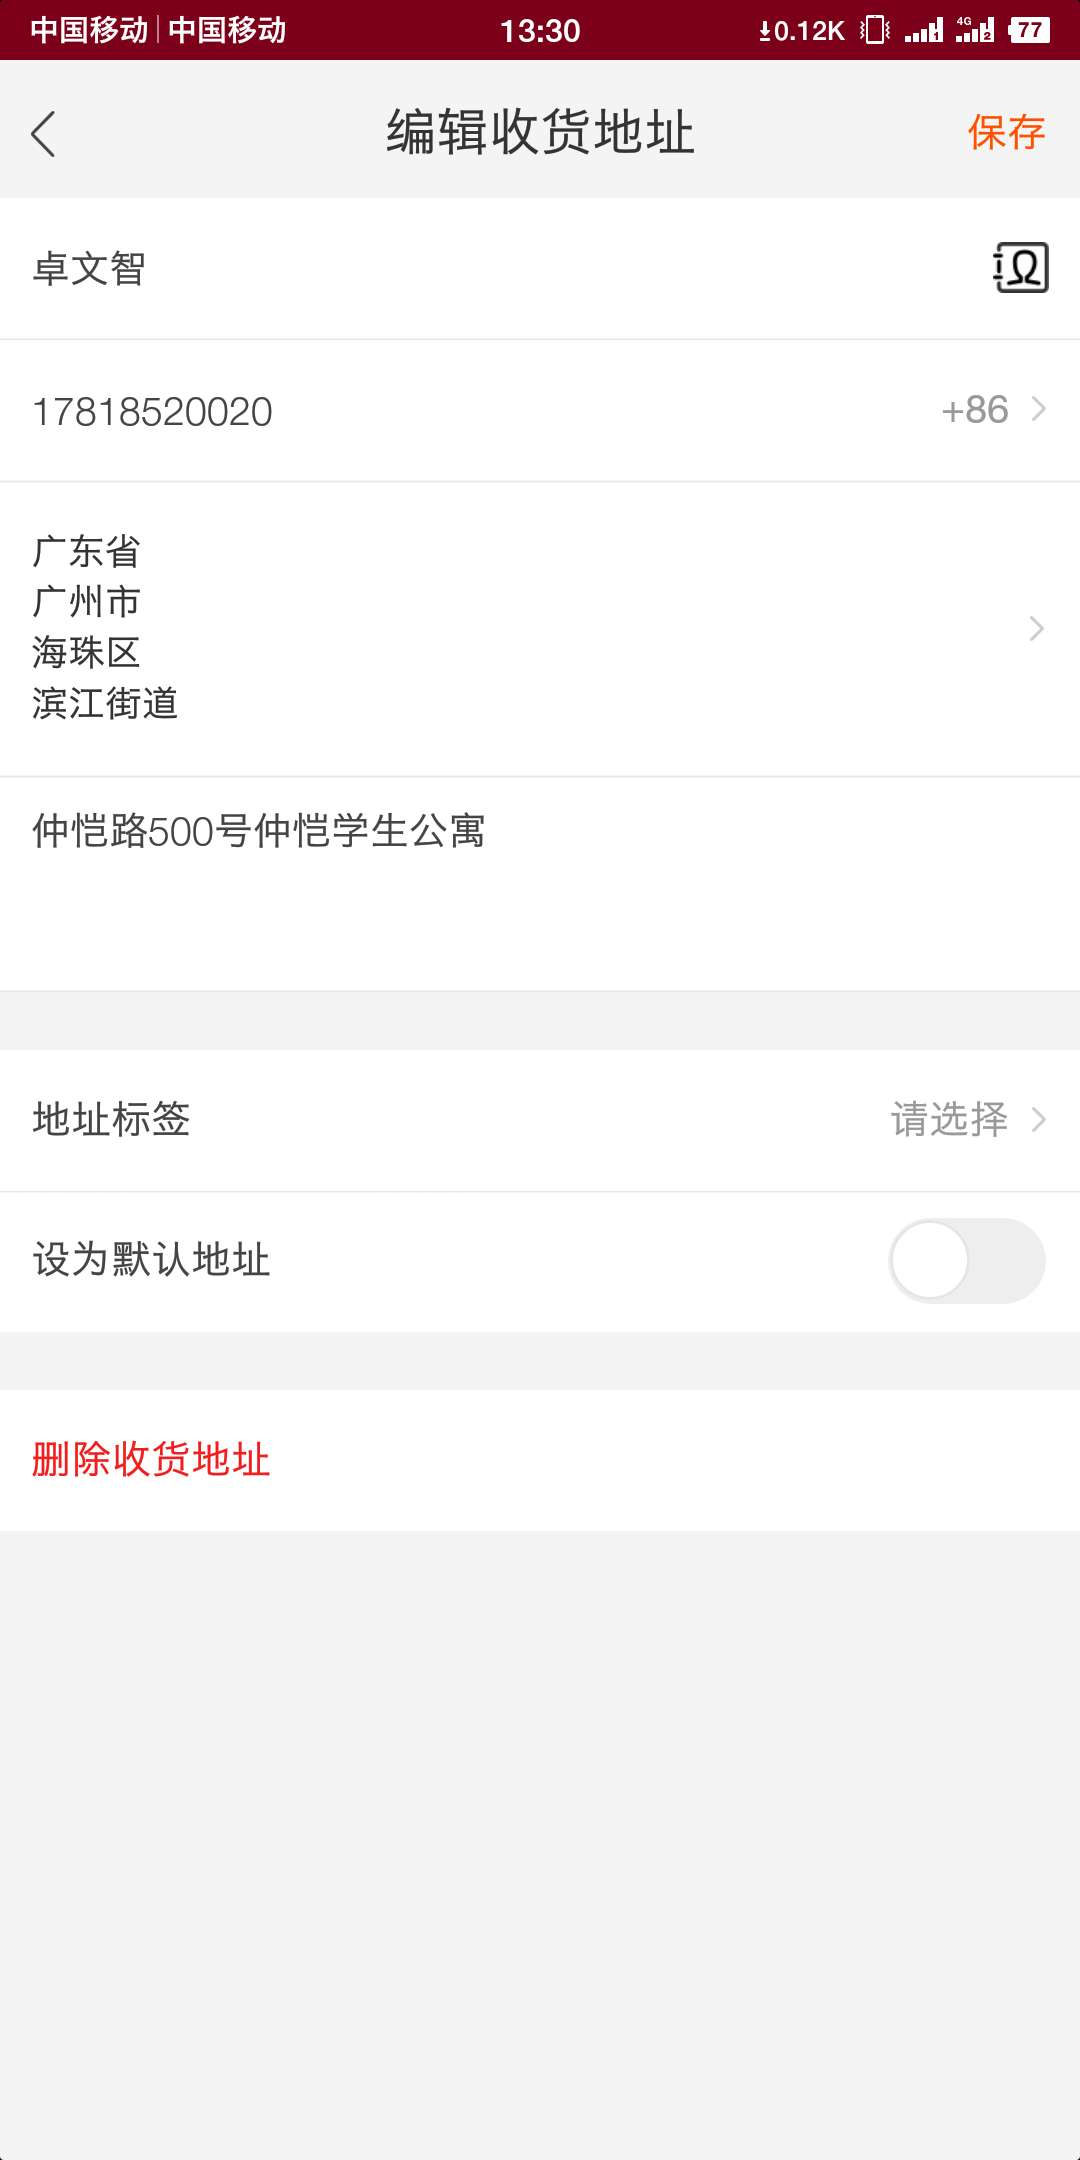 中国移动 中国移动 13:30 0.12K 4G 77
编辑收货地址 保存
卓文智
17818520020 +86
广东省
广州市
海珠区
滨江街道
仲恺路500号仲恺学生公寓
地址标签 请选择
设为默认地址
删除收货地址